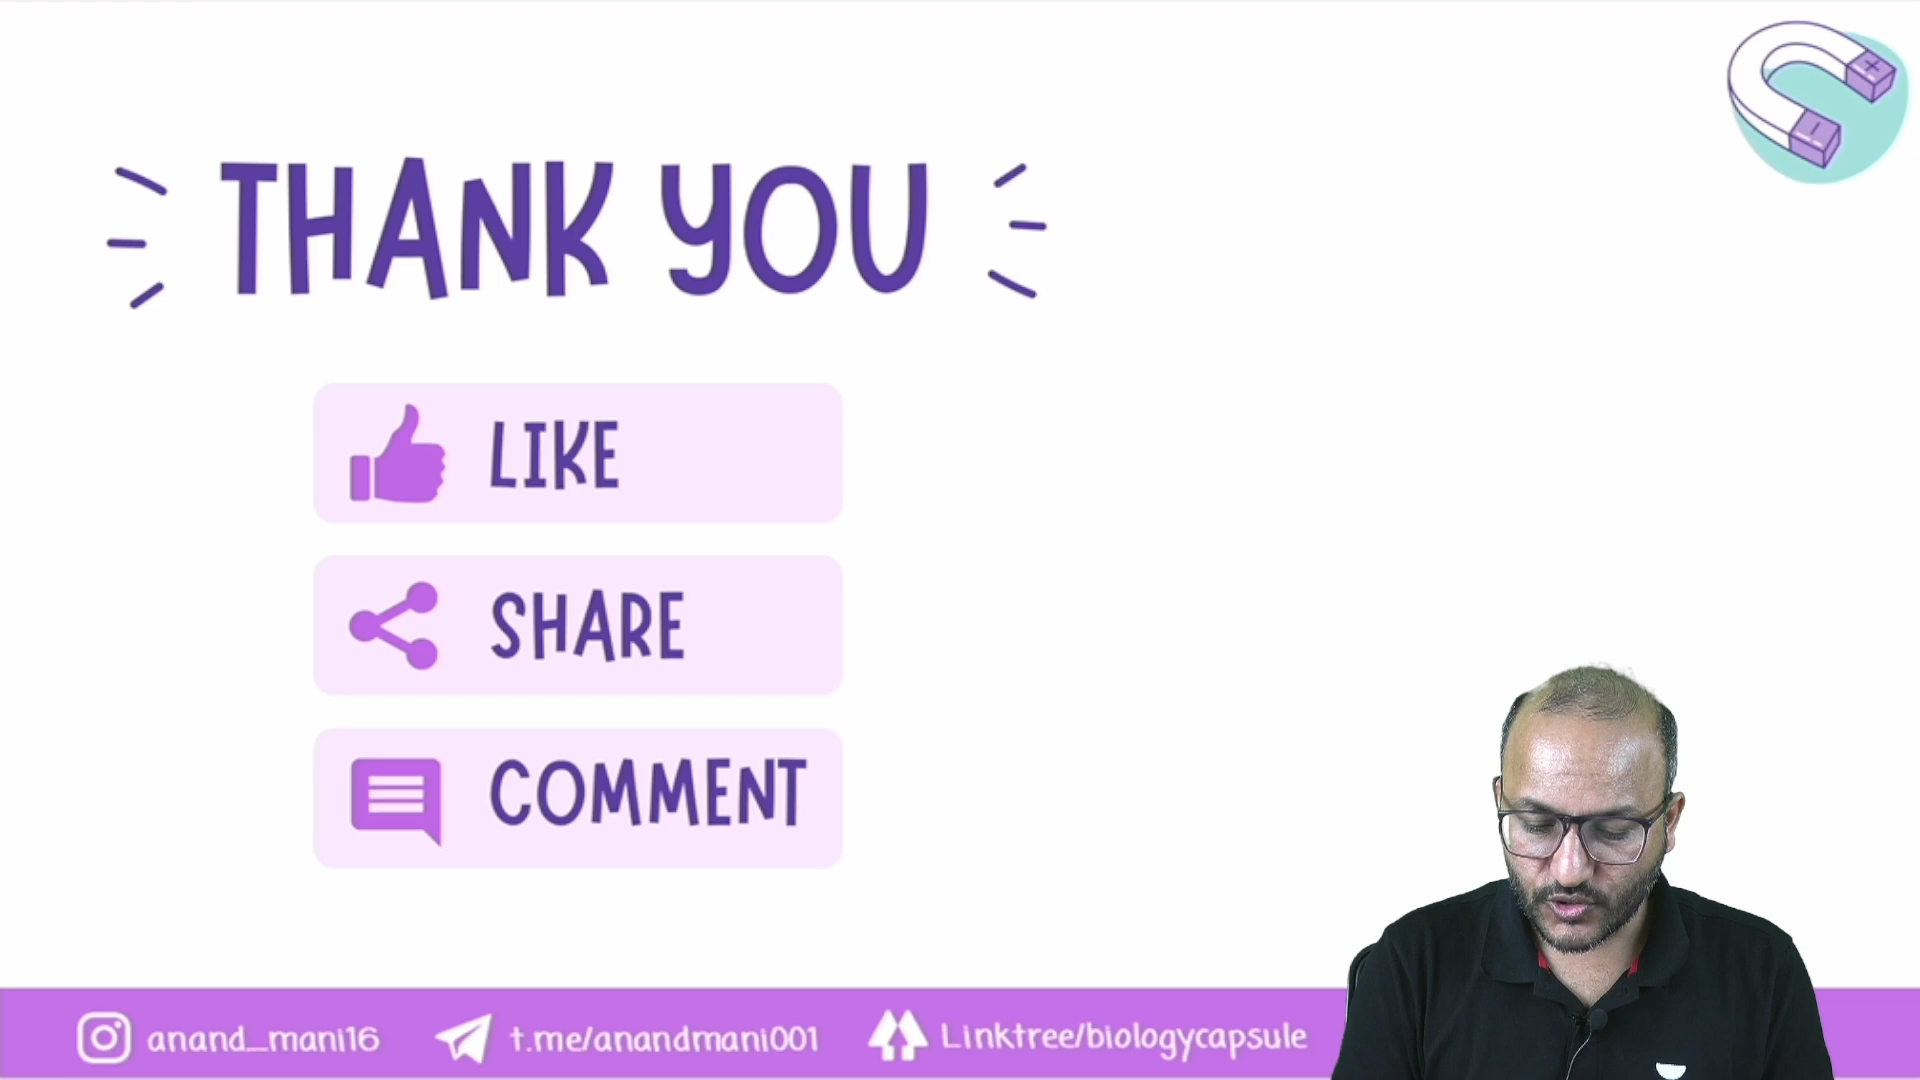 THANK YOU
LIKE
SHARE
COMMENT
anand_mani16 t.me/anandmani001 Linktree/biologycapsule